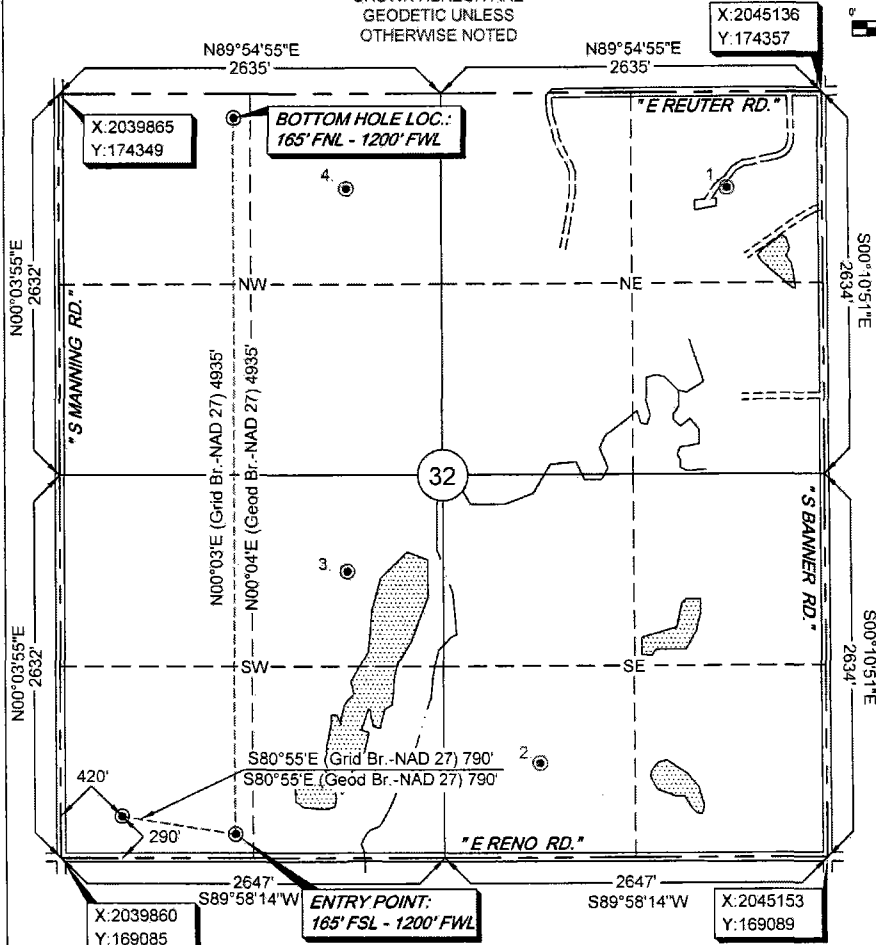 GEODETIC UNLESS
OTHERWISE NOTED
X:2045136
Y:174357
0'
N89°54'55"E
2635'
N89°54'55"E
2635'
X:2039865
Y:174349
BOTTOM HOLE LOC.:
165' FNL - 1200' FWL
"E REUTER RD."
4.
1.
N00°03'55"E
2632'
S00°10'51"E
2634'
NW
NE
"S MANNING RD."
N00°03'E (Grid Br.-NAD 27) 4935'
N00°04'E (Geod Br.-NAD 27) 4935'
32
"S BANNER RD."
3.
N00°03'55"E
2632'
S00°10'51"E
2634'
SW
SE
S80°55'E (Grid Br.-NAD 27) 790'
S80°55'E (Geod Br.-NAD 27) 790'
2.
420'
290'
"E RENO RD."
2647'
S89°58'14"W
2647'
S89°58'14"W
ENTRY POINT:
165' FSL - 1200' FWL
X:2039860
Y:169085
X:2045153
Y:169089